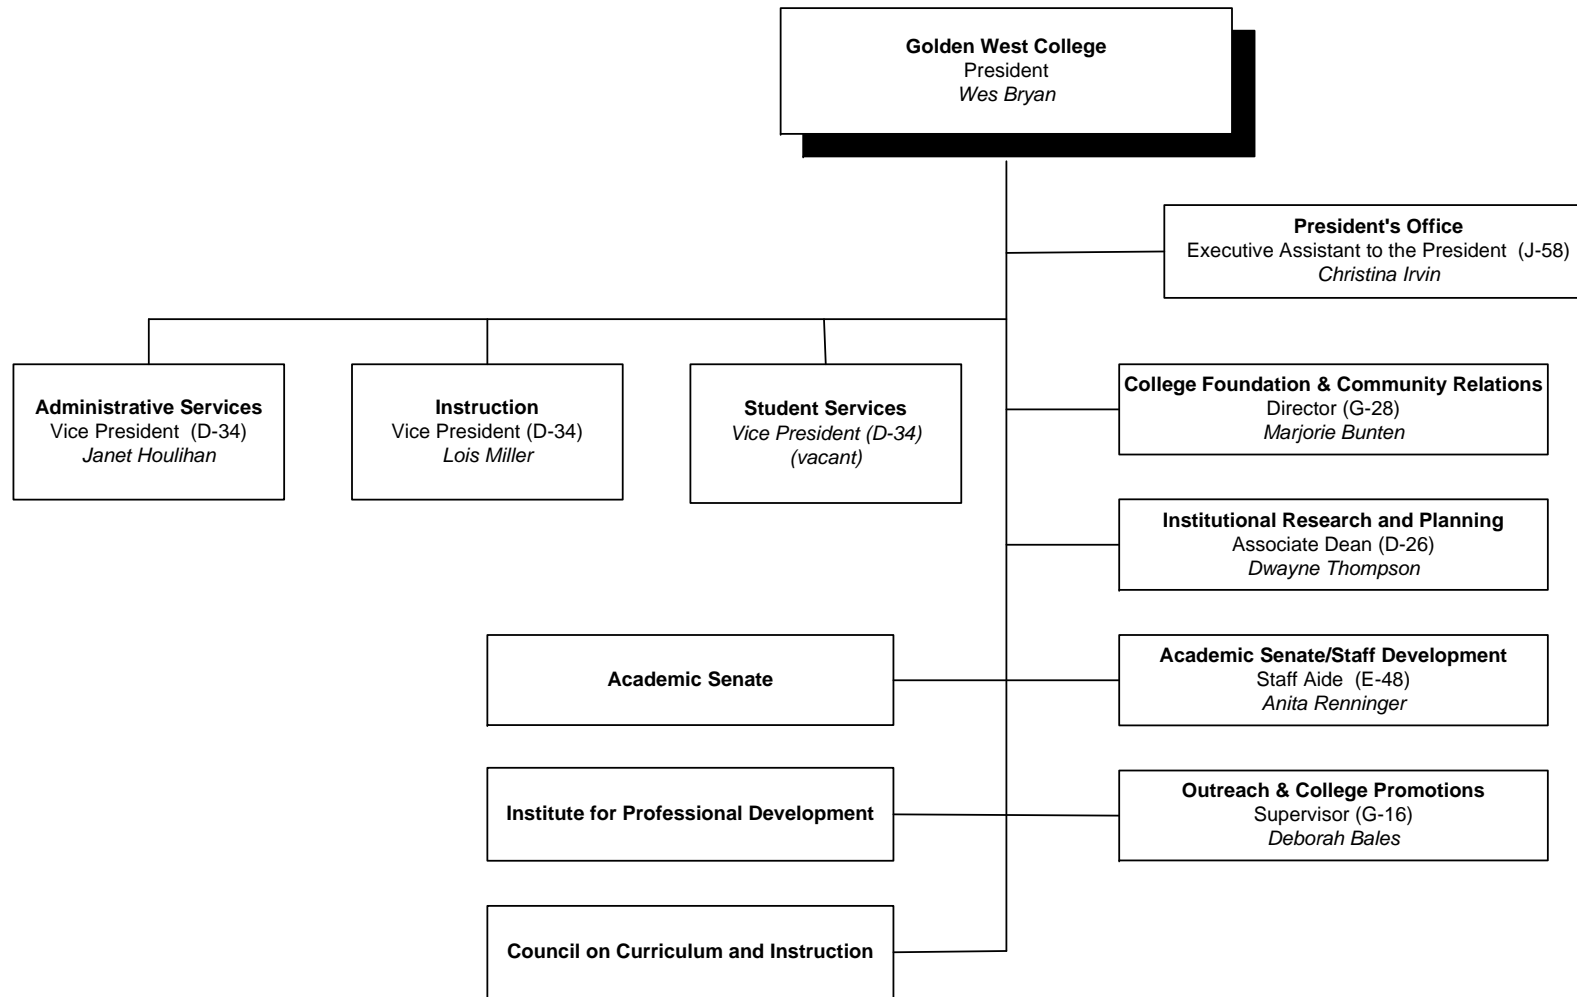 Golden West College
President
Wes Bryan
President's Office
Executive Assistant to the President  (J-58)
Christina Irvin
Administrative Services
Vice President  (D-34)
Janet Houlihan
Instruction
Vice President (D-34)
Lois Miller
Student Services
Vice President (D-34)
(vacant)
College Foundation & Community Relations
Director (G-28)
Marjorie Bunten
Institutional Research and Planning
Associate Dean (D-26)
Dwayne Thompson
Academic Senate
Academic Senate/Staff Development
Staff Aide  (E-48)
Anita Renninger
Institute for Professional Development
Outreach & College Promotions
Supervisor (G-16)
Deborah Bales
Council on Curriculum and Instruction